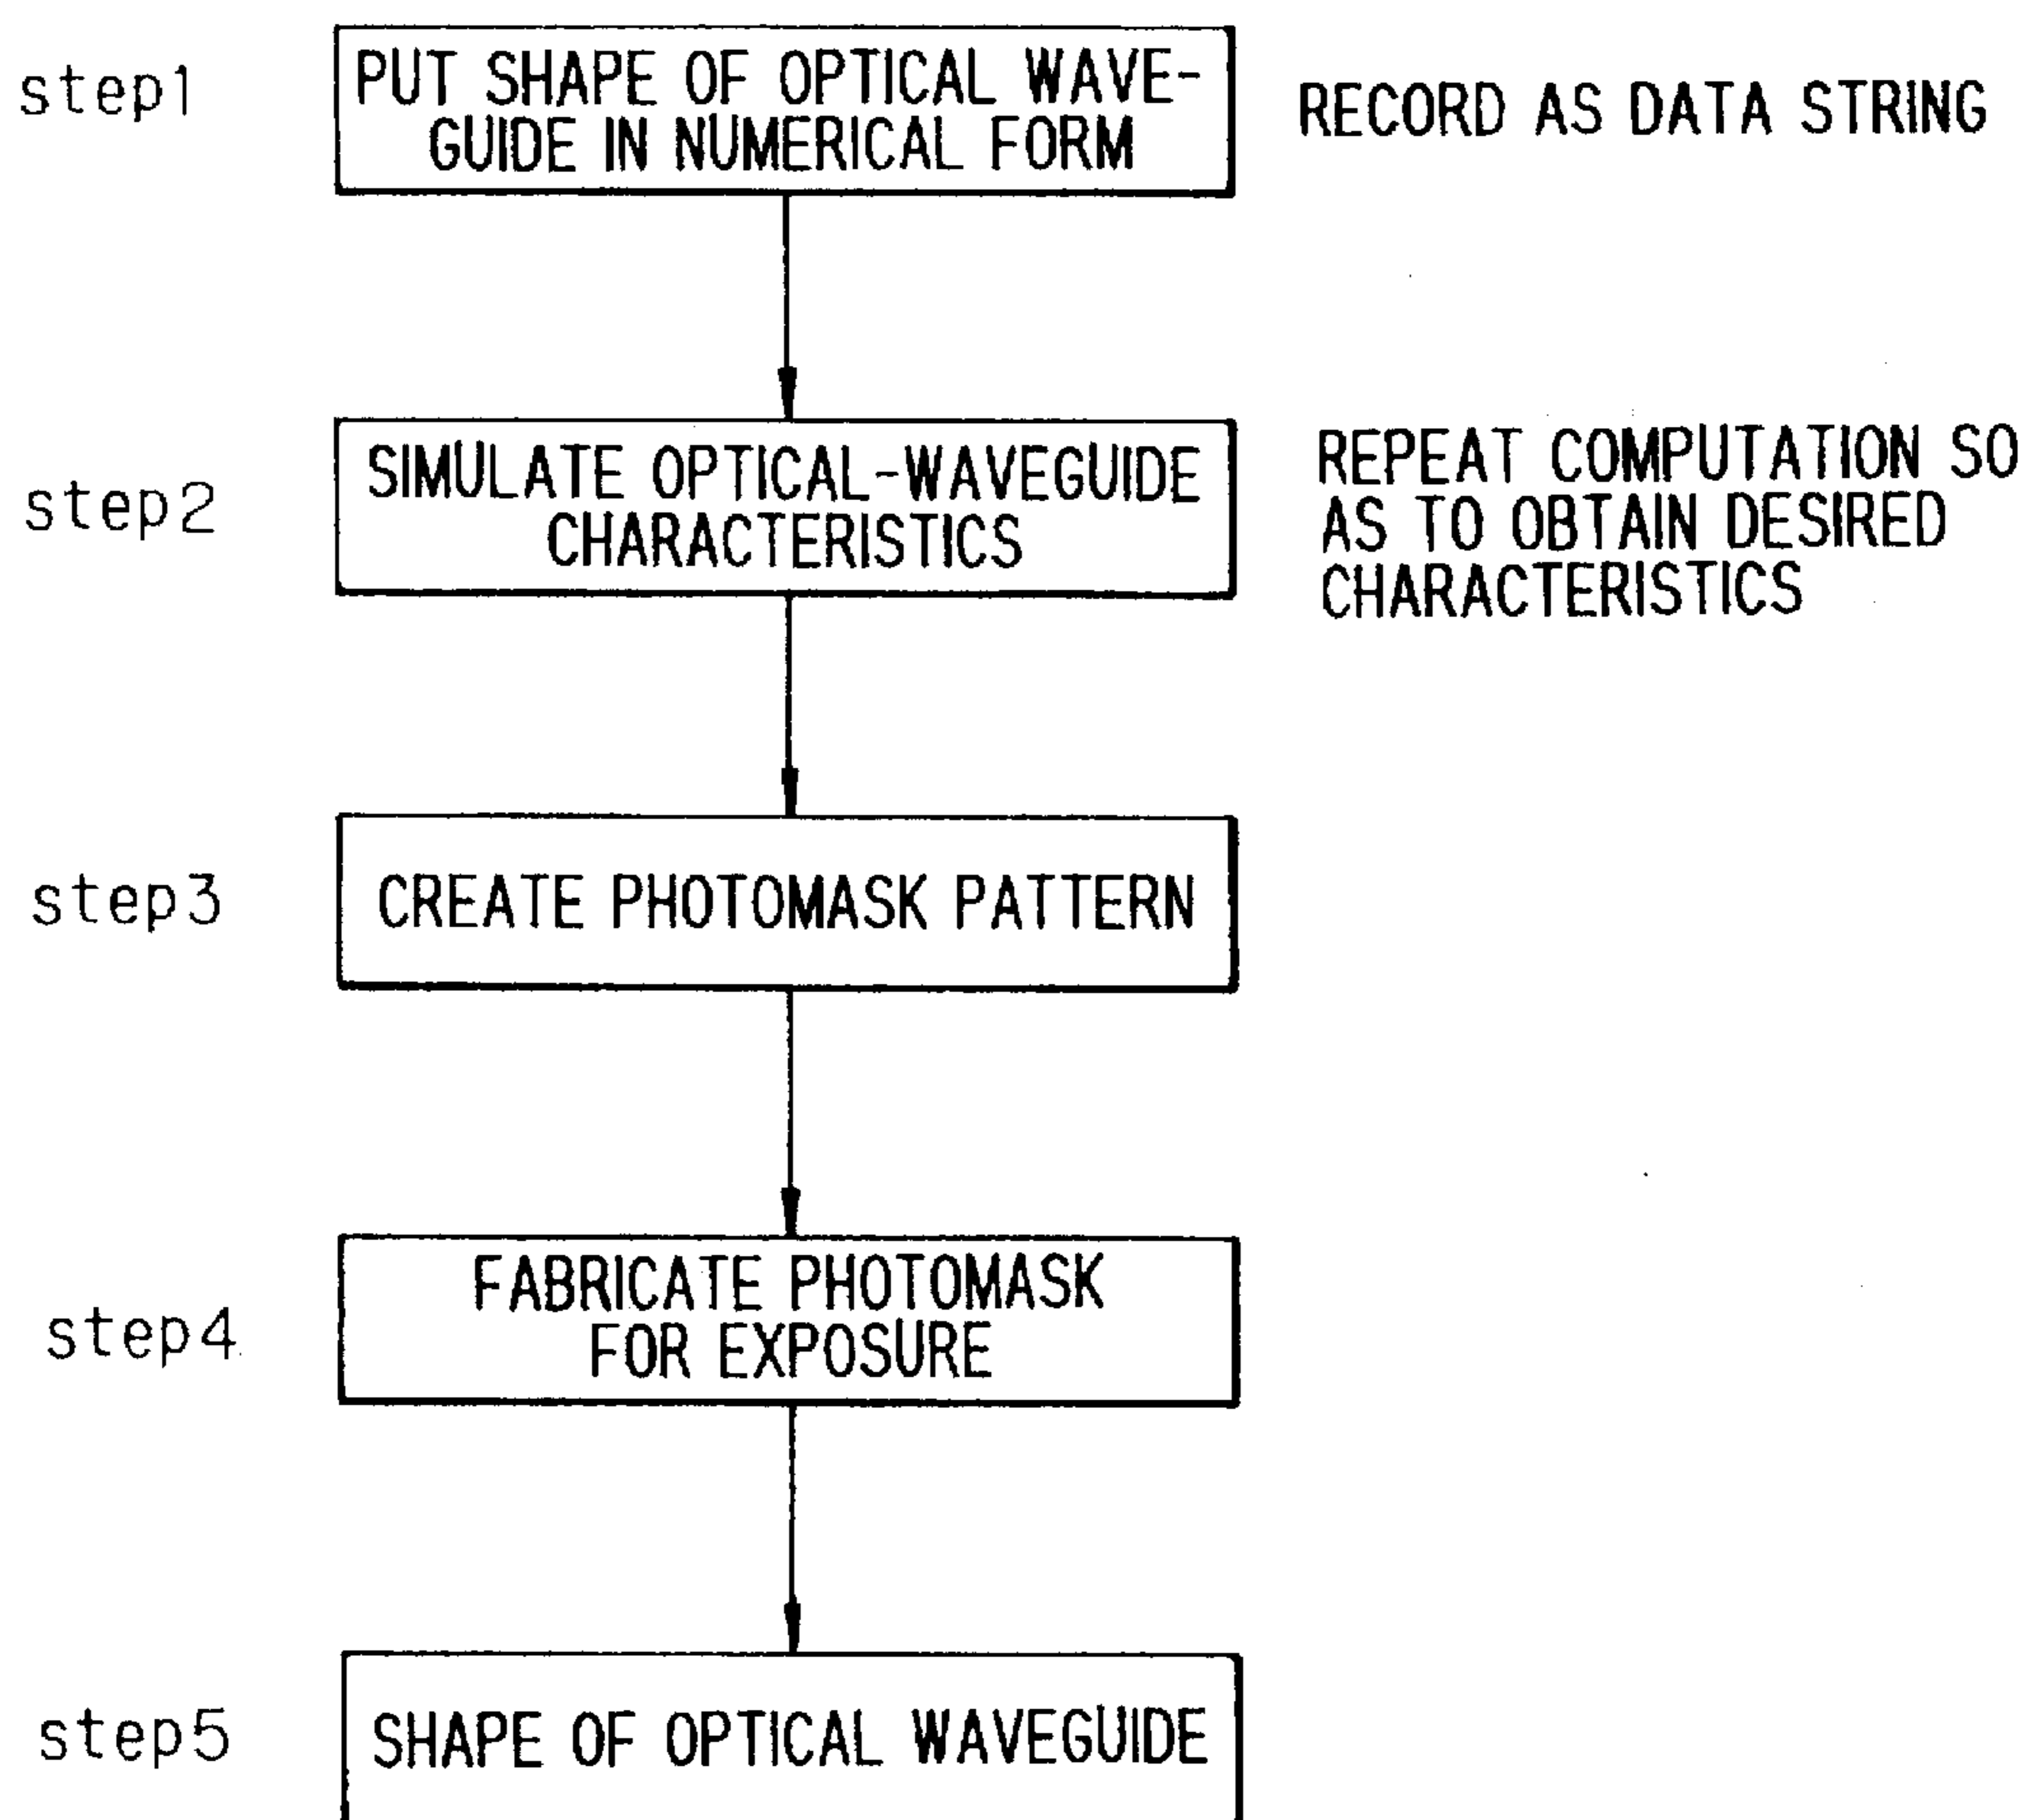 step1
PUT SHAPE OF OPTICAL WAVE-
GUIDE IN NUMERICAL FORM
RECORD AS DATA STRING
step2
SIMULATE OPTICAL-WAVEGUIDE
CHARACTERISTICS
REPEAT COMPUTATION SO
AS TO OBTAIN DESIRED
CHARACTERISTICS
step3
CREATE PHOTOMASK PATTERN
step4
FABRICATE PHOTOMASK
FOR EXPOSURE
step5
SHAPE OF OPTICAL WAVEGUIDE